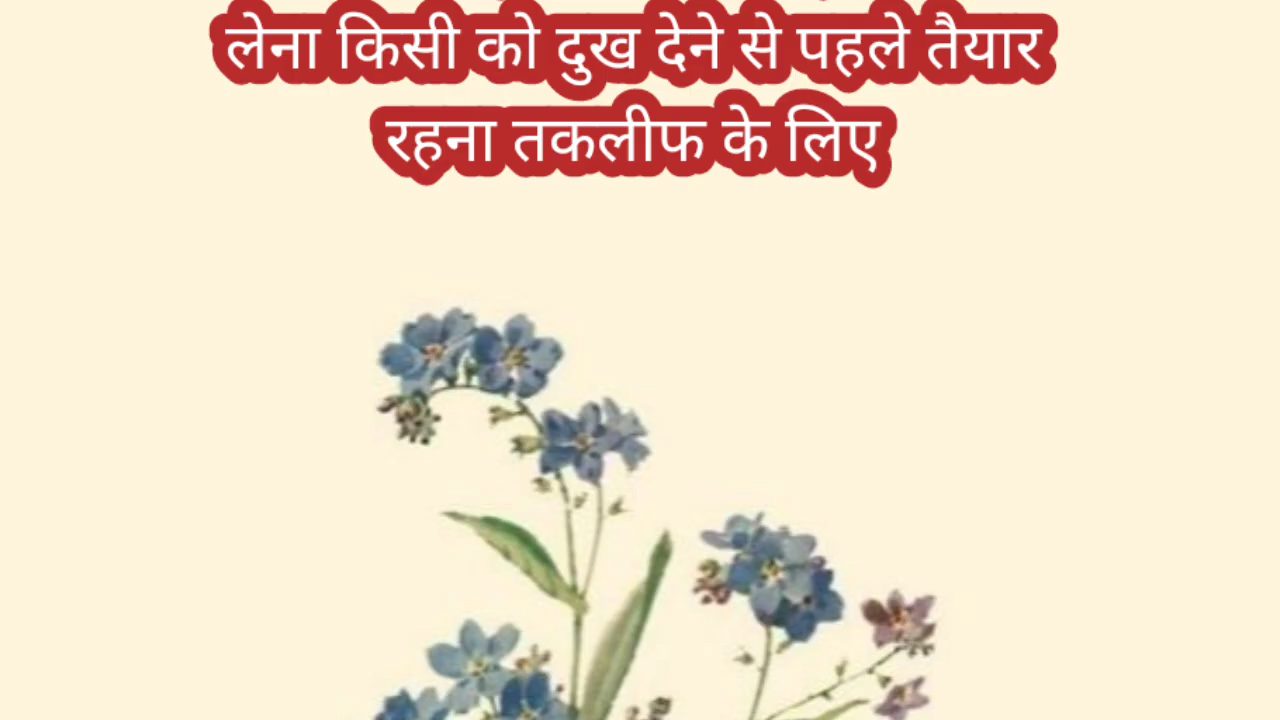 लेना किसी को दुख देने से पहले तैयार
रहना तकलीफ के लिए